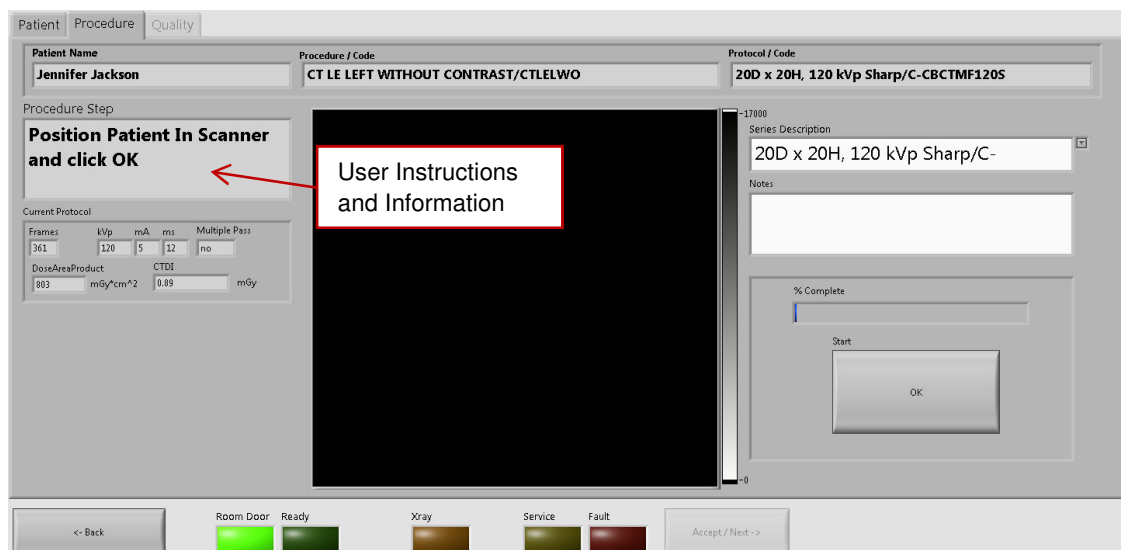 Patient Procedure Quality
Patient Name Procedure / Code Protocol / Code
Jennifer Jackson CT LE LEFT WITHOUT CONTRAST/CTLELWO 20D x 20H, 120 kVp Sharp/C-CBCTMF120S
Procedure Step
Position Patient In Scanner
and click OK
User Instructions
and Information
17000
0
Series Description
20D x 20H, 120 kVp Sharp/C-
Notes
Current Protocol
Frames kVp mA ms Multiple Pass
361 120 5 12 no
DoseAreaProduct CTDI
803 mGy*cm^2 0.89 mGy
% Complete
Start
OK
Room Door Ready Xray Service Fault
<- Back Accept / Next ->